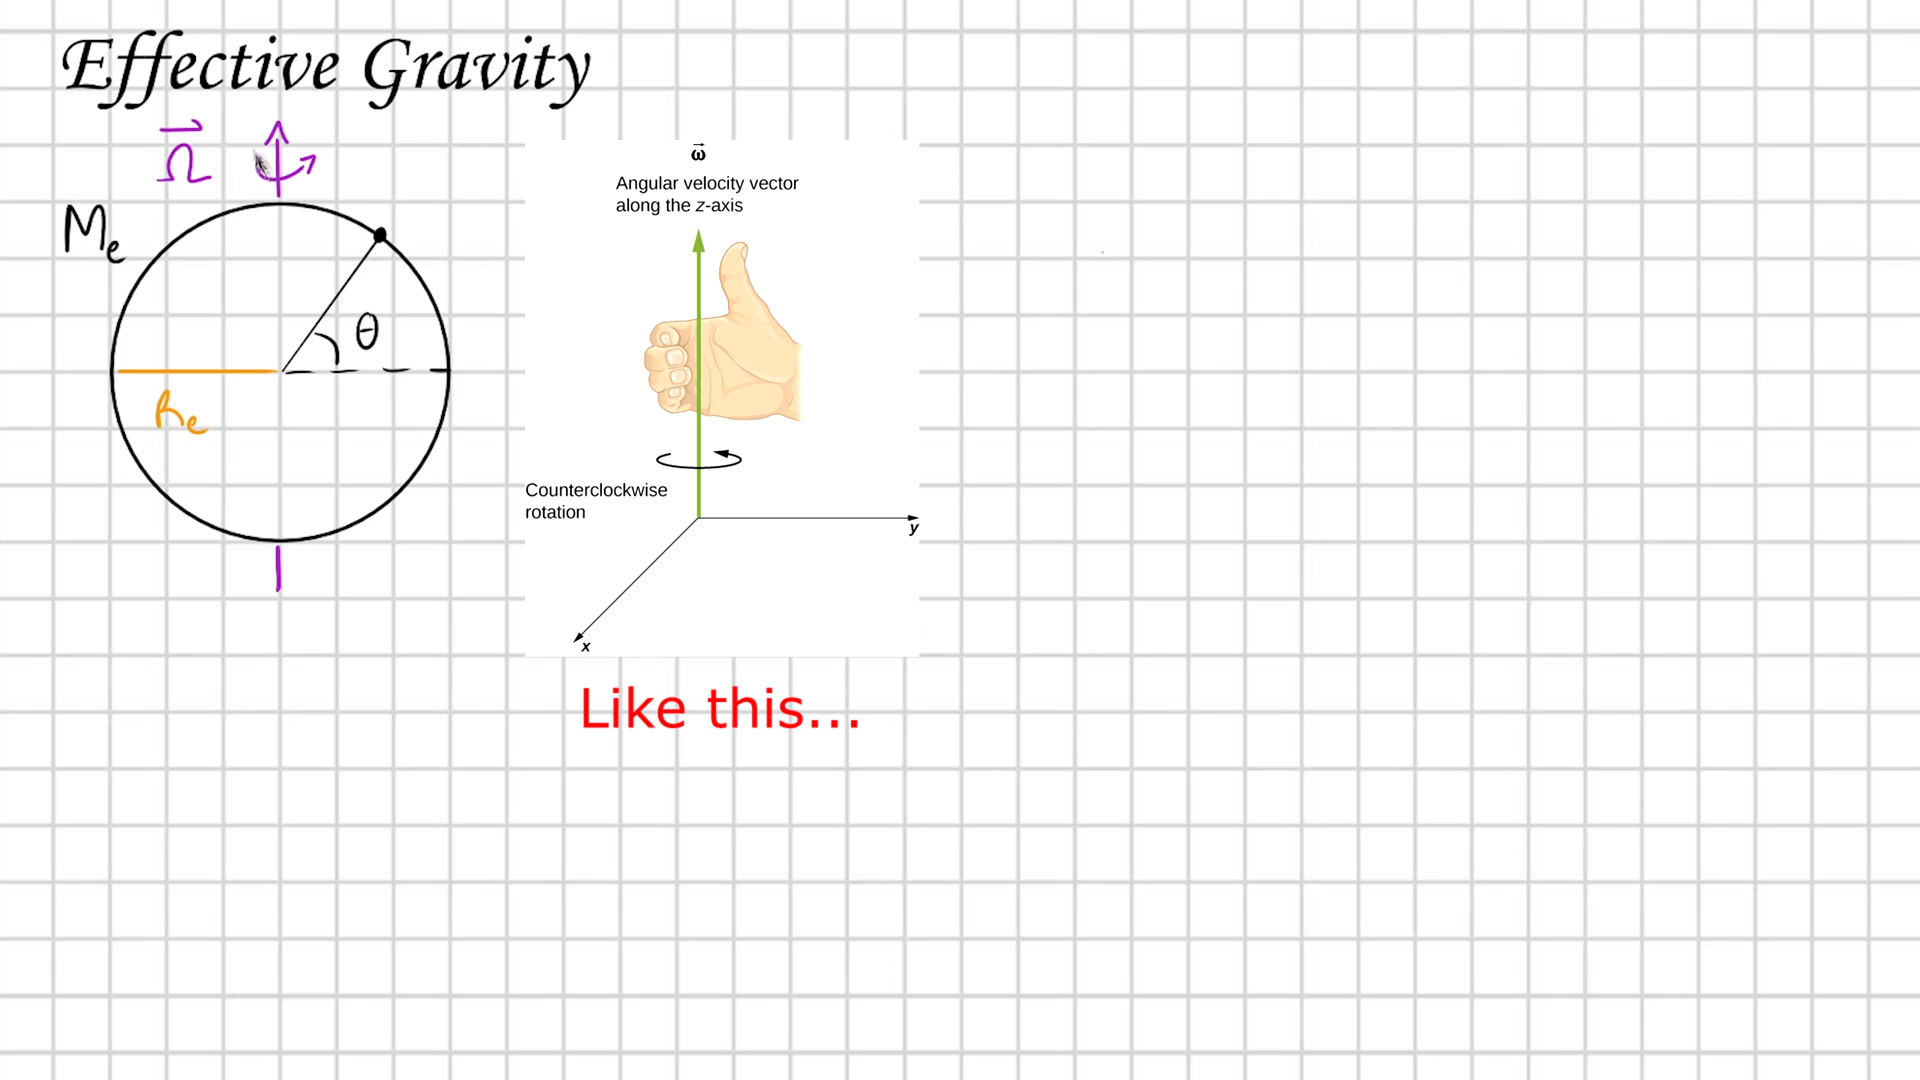 Effective Gravity
Ω⃗
Mₑ
θ
Rₑ
ω⃗
Angular velocity vector
along the z-axis
Counterclockwise
rotation
y
x
Like this...